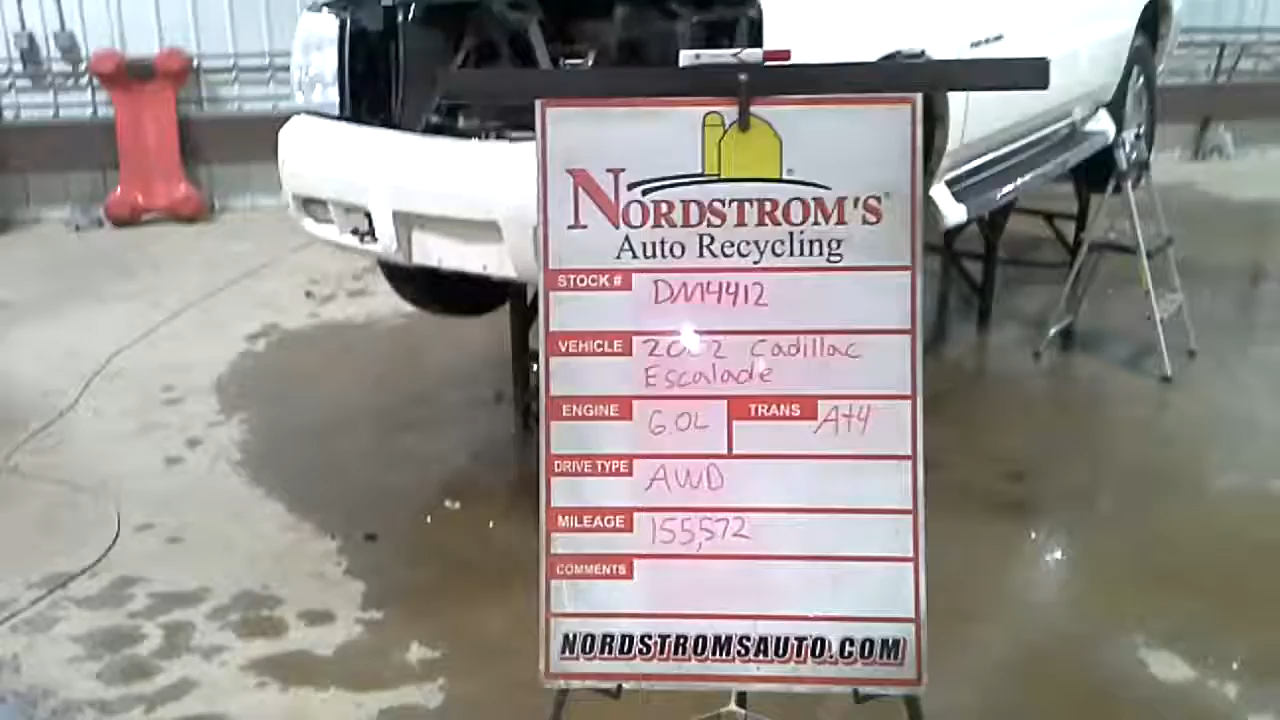 NORDSTROM'S
Auto Recycling
STOCK # DM4412
VEHICLE 2002 Cadillac
Escalade
ENGINE 6.0L TRANS At4
DRIVE TYPE AWD
MILEAGE 155,572
COMMENTS
NORDSTROMSAUTO.COM